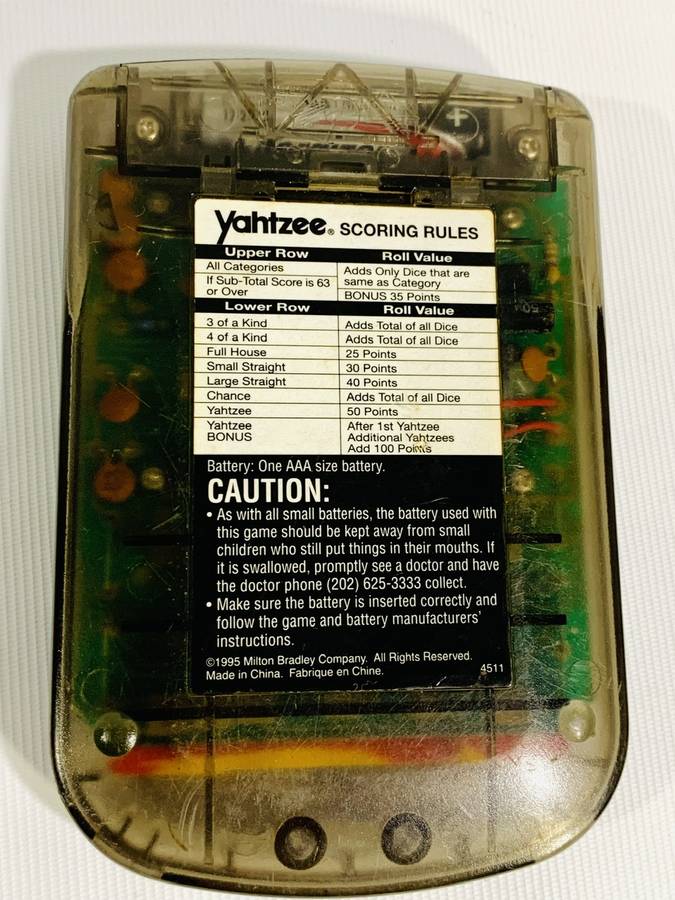 Yahtzee® SCORING RULES
Upper Row Roll Value
All Categories Adds Only Dice that are same as Category
If Sub-Total Score is 63 or Over BONUS 35 Points
Lower Row Roll Value
3 of a Kind Adds Total of all Dice
4 of a Kind Adds Total of all Dice
Full House 25 Points
Small Straight 30 Points
Large Straight 40 Points
Chance Adds Total of all Dice
Yahtzee 50 Points
Yahtzee BONUS After 1st Yahtzee Additional Yahtzees Add 100 Points
Battery: One AAA size battery.
CAUTION:
• As with all small batteries, the battery used with
this game should be kept away from small
children who still put things in their mouths. If
it is swallowed, promptly see a doctor and have
the doctor phone (202) 625-3333 collect.
• Make sure the battery is inserted correctly and
follow the game and battery manufacturers'
instructions.
©1995 Milton Bradley Company. All Rights Reserved.
Made in China. Fabrique en Chine. 4511